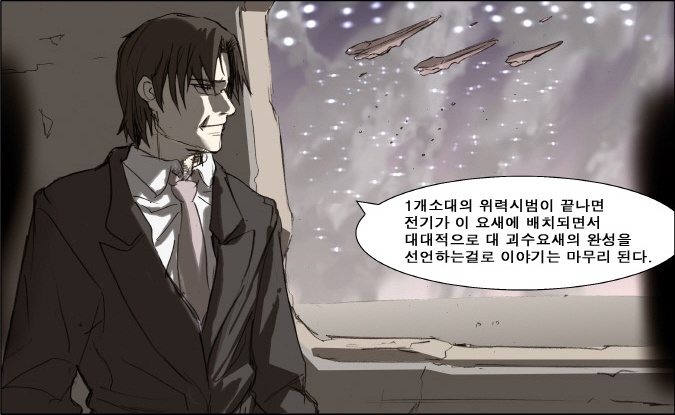 1개소대의 위력시범이 끝나면
전기가 이 요새에 배치되면서
대대적으로 대 괴수요새의 완성을
선언하는걸로 이야기는 마무리 된다.